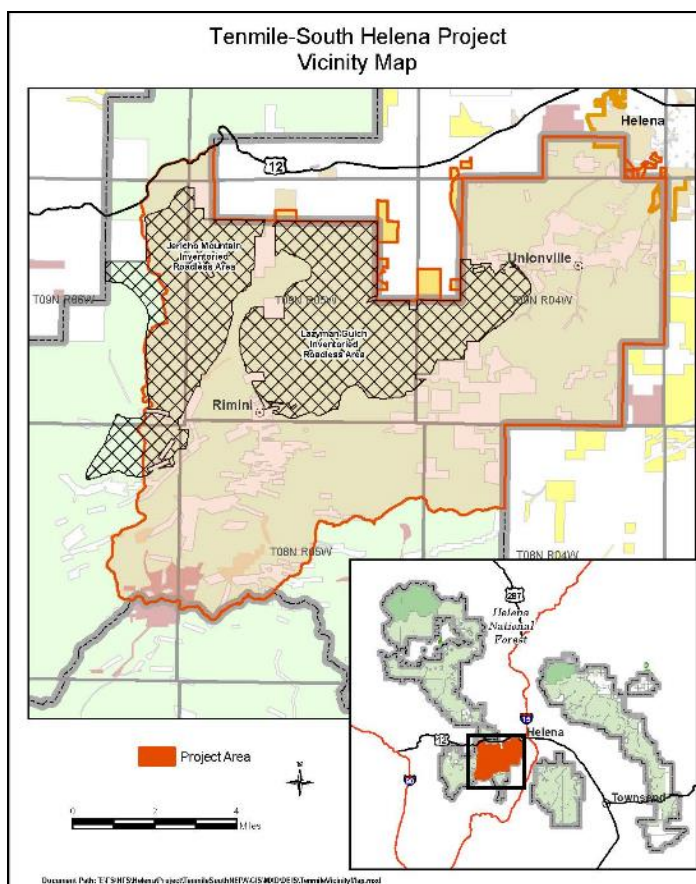 Tenmile-South Helena Project
Vicinity Map
Helena
12
Jericho Mountain
Inventoried
Roadless Area
Unionville
T09N R06W
T09N R05W
T09N R04W
Lazyman Gulch
Inventoried
Roadless Area
Rimini
T08N R05W
T08N R04W
287
Helena
National
Forest
15
Helena
12
90
Townsend
Project Area
0 2 4
Miles
Document Path: